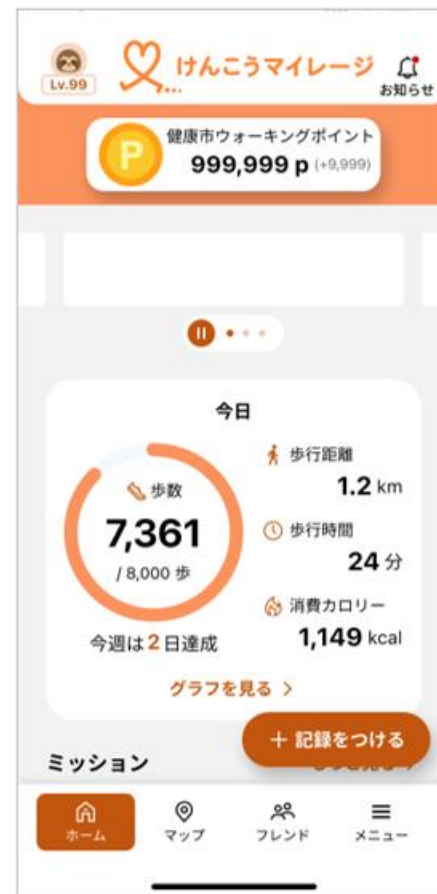 けんこうマイレージ
Lv.99
お知らせ
健康市ウォーキングポイント
P
999,999 p (+9,999)
今日
歩数
7,361
/ 8,000 歩
今週は2日達成
歩行距離
1.2 km
歩行時間
24 分
消費カロリー
1,149 kcal
グラフを見る >
+ 記録をつける
ミッション
ホーム
マップ
フレンド
メニュー